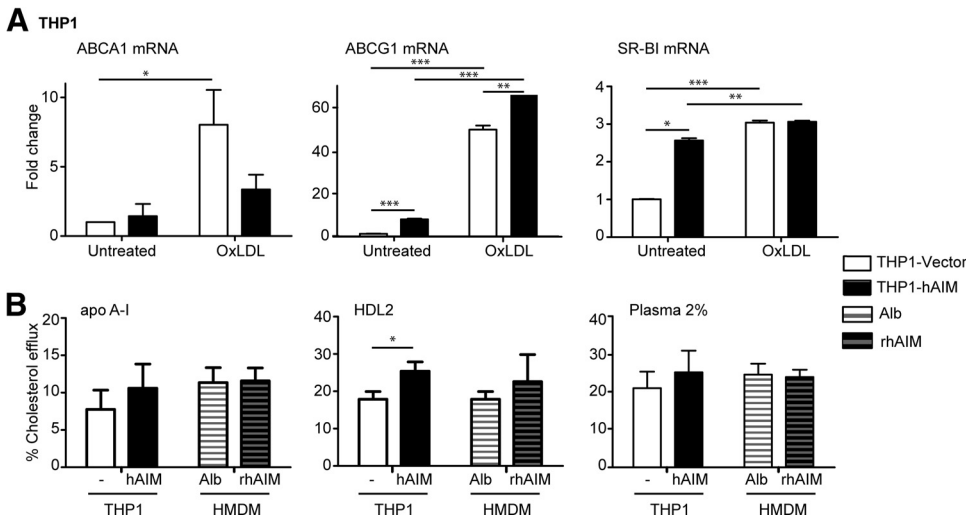 A THP1
ABCA1 mRNA
Fold change
10
5
0
*
Untreated OxLDL
ABCG1 mRNA
60
40
20
0
***
***
**
***
Untreated OxLDL
SR-BI mRNA
4
3
2
1
0
***
**
*
Untreated OxLDL
THP1-Vector
THP1-hAIM
Alb
rhAIM
B
apo A-I
% Cholesterol efflux
20
15
10
5
0
- hAIM Alb rhAIM
THP1 HMDM
HDL2
40
30
20
10
0
*
- hAIM Alb rhAIM
THP1 HMDM
Plasma 2%
40
30
20
10
0
- hAIM Alb rhAIM
THP1 HMDM